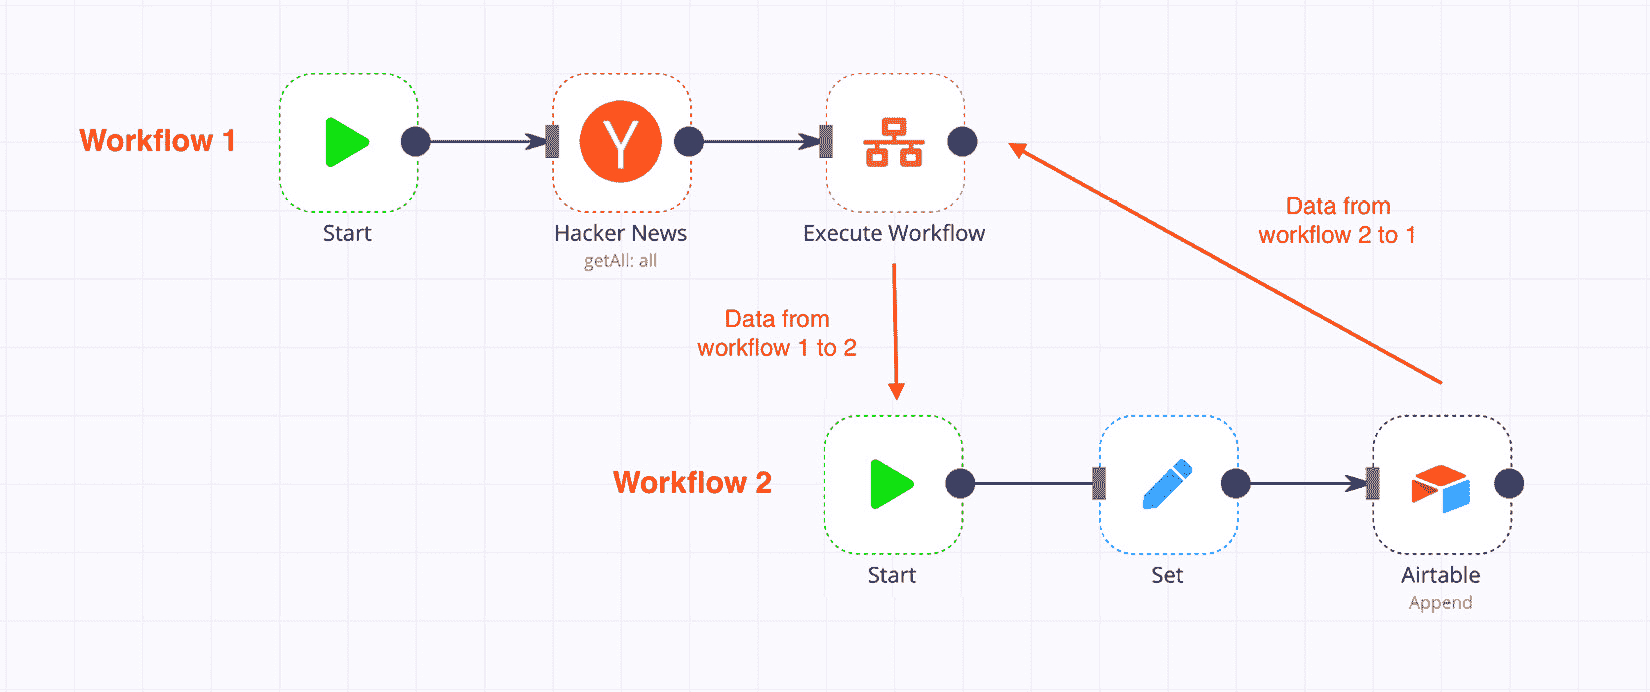 Workflow 1
Start
Hacker News
getAll: all
Execute Workflow
Data from
workflow 2 to 1
Data from
workflow 1 to 2
Workflow 2
Start
Set
Airtable
Append